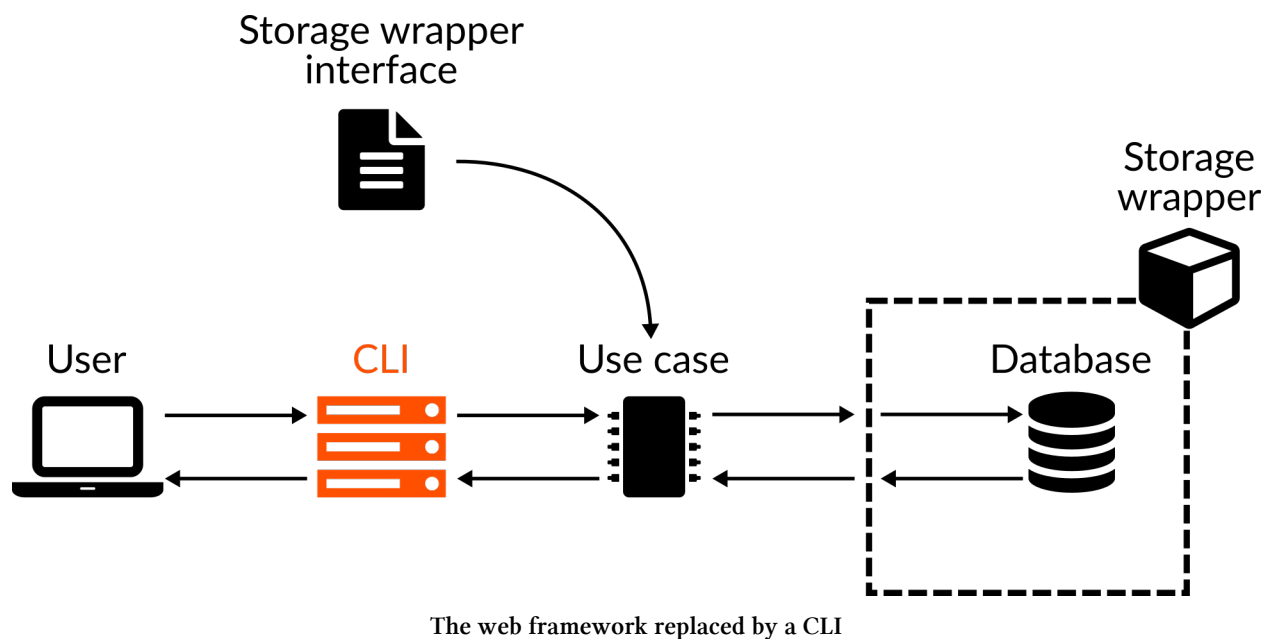 Storage wrapper
interface
Storage
wrapper
User
CLI
Use case
Database
The web framework replaced by a CLI